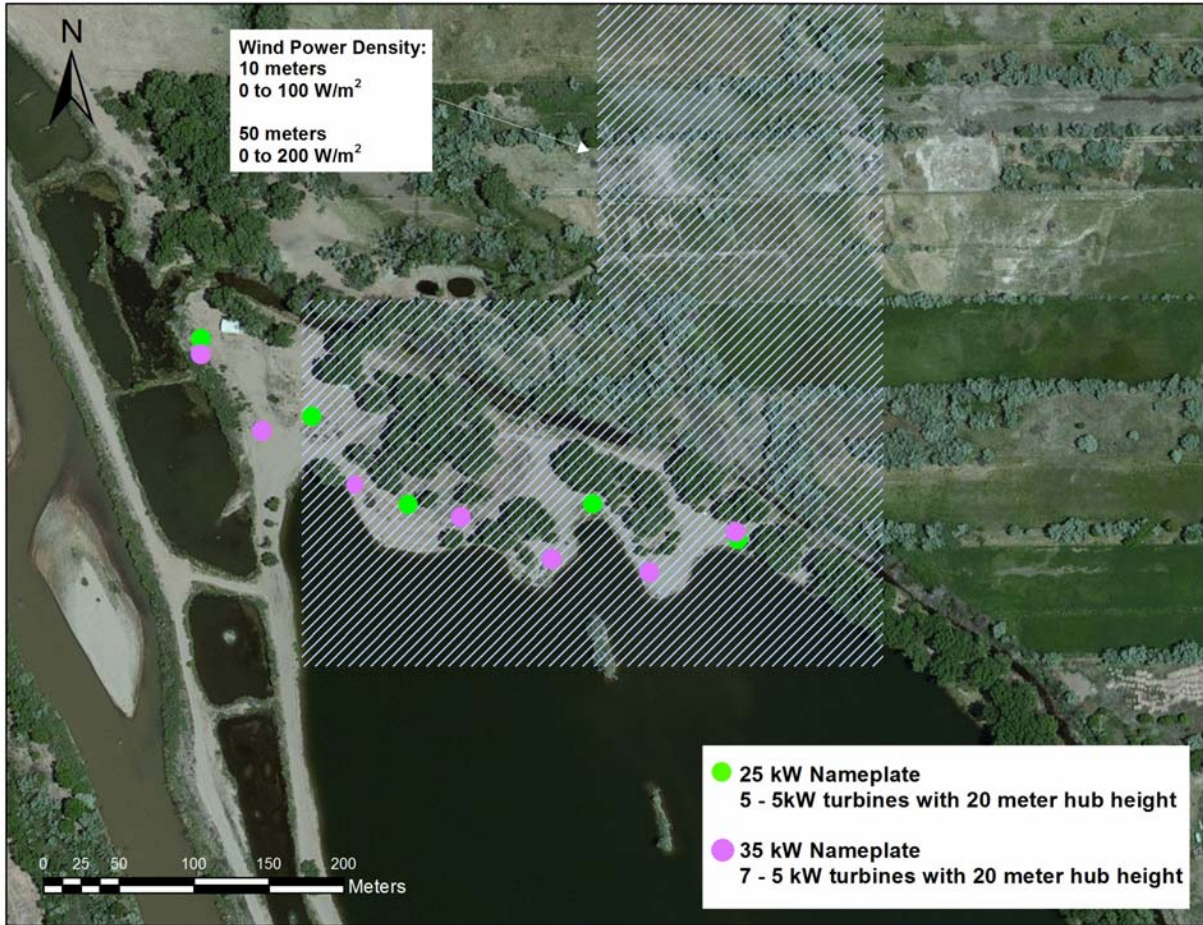 N
Wind Power Density:
10 meters
0 to 100 W/m²
50 meters
0 to 200 W/m²
25 kW Nameplate
5 - 5kW turbines with 20 meter hub height
35 kW Nameplate
7 - 5 kW turbines with 20 meter hub height
0 25 50 100 150 200
Meters